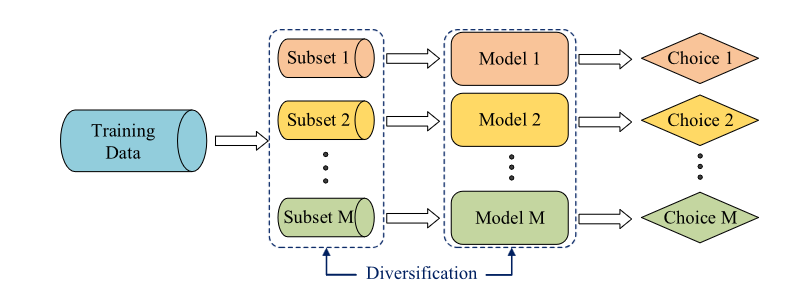 Training
Data
Subset 1
Model 1
Choice 1
Subset 2
Model 2
Choice 2
Subset M
Model M
Choice M
Diversification